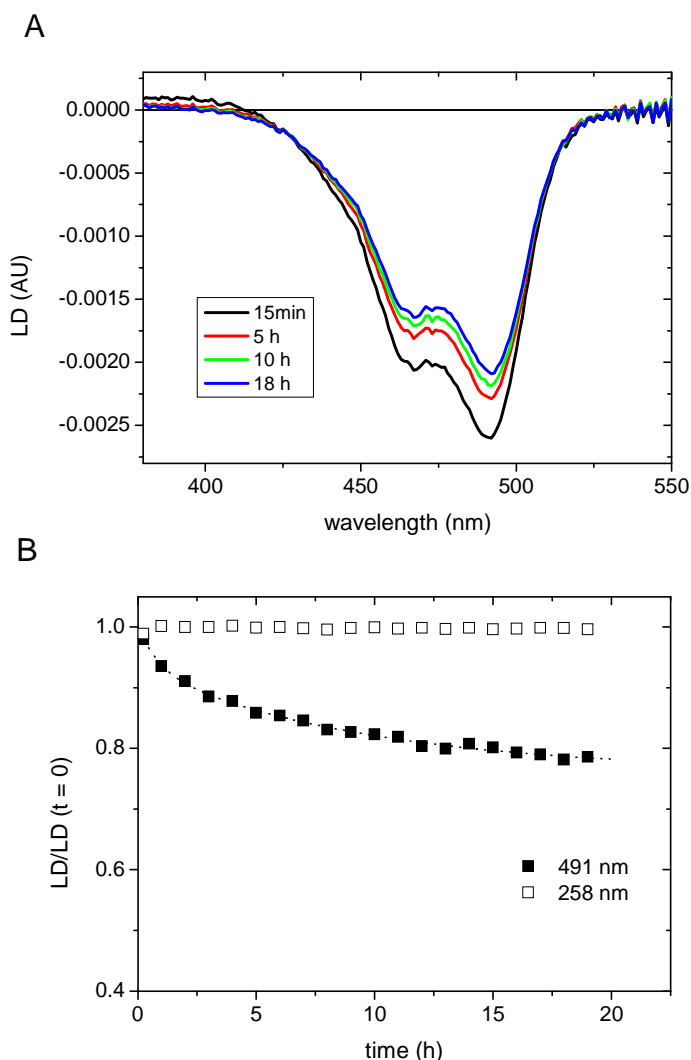 A
0.0000
-0.0005
-0.0010
-0.0015
-0.0020
-0.0025
LD (AU)
15min
5 h
10 h
18 h
400 450 500 550
wavelength (nm)
B
1.0
0.8
0.6
0.4
LD/LD (t = 0)
491 nm
258 nm
0 5 10 15 20
time (h)